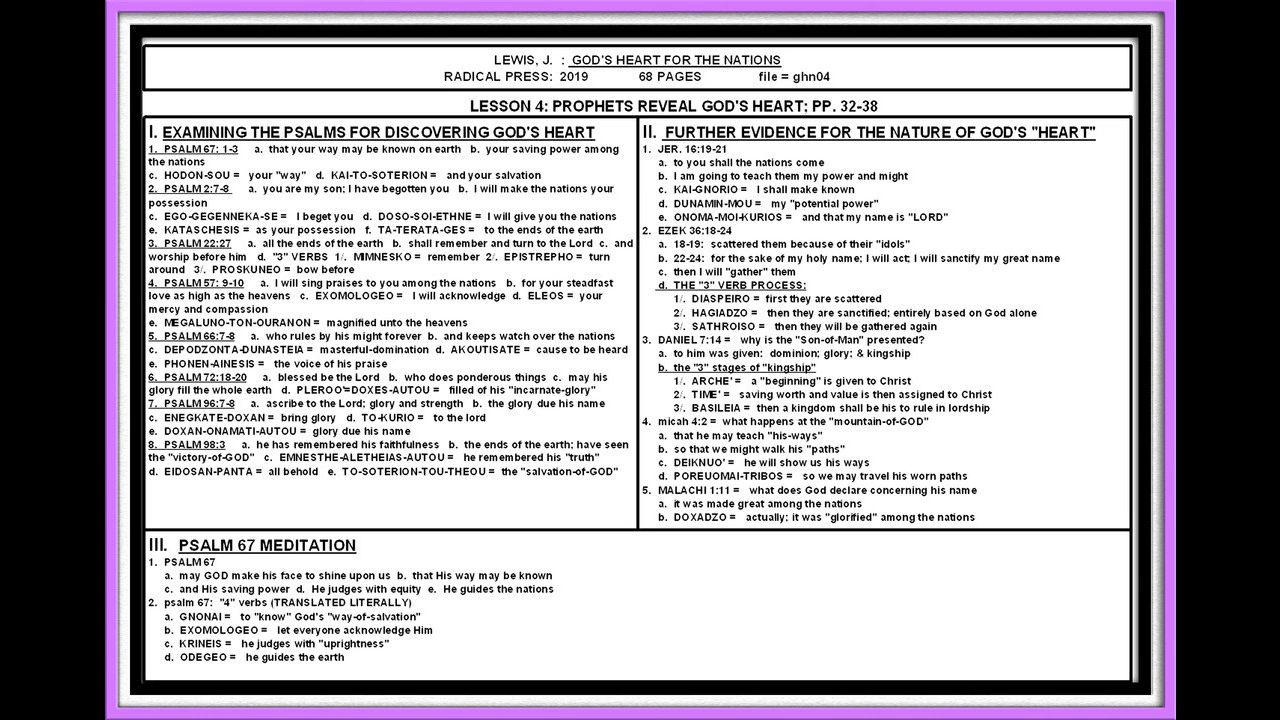 LEWIS, J. : GOD'S HEART FOR THE NATIONS
RADICAL PRESS: 2019 68 PAGES file = ghn04
LESSON 4: PROPHETS REVEAL GOD'S HEART; PP. 32-38
I. EXAMINING THE PSALMS FOR DISCOVERING GOD'S HEART
1. PSALM 67: 1-3 a. that your way may be known on earth b. your saving power among
the nations
c. HODON-SOU = your "way" d. KAI-TO-SOTERION = and your salvation
2. PSALM 2:7-8 a. you are my son; I have begotten you b. I will make the nations your
possession
c. EGO-GEGENNEKA-SE = I beget you d. DOSO-SOI-ETHNE = I will give you the nations
e. KATASCHESIS = as your possession f. TA-TERATA-GES = to the ends of the earth
3. PSALM 22:27 a. all the ends of the earth b. shall remember and turn to the Lord c. and
worship before him d. "3" VERBS 1/. MIMNESKO = remember 2/. EPISTREPHO = turn
around 3/. PROSKUNEO = bow before
4. PSALM 57: 9-10 a. I will sing praises to you among the nations b. for your steadfast
love as high as the heavens c. EXOMOLOGEO = I will acknowledge d. ELEOS = your
mercy and compassion
e. MEGALUNO-TON-OURANON = magnified unto the heavens
5. PSALM 66:7-8 a. who rules by his might forever b. and keeps watch over the nations
c. DEPODZONTA-DUNASTEIA = masterful-domination d. AKOUTISATE = cause to be heard
e. PHONEN-AINESIS = the voice of his praise
6. PSALM 72:18-20 a. blessed be the Lord b. who does ponderous things c. may his
glory fill the whole earth d. PLERO'=DOXES-AUTOU = filled of his "incarnate-glory"
7. PSALM 96:7-8 a. ascribe to the Lord; glory and strength b. the glory due his name
c. ENEGKATE-DOXAN = bring glory d. TO-KURIO = to the lord
e. DOXAN-ONAMATI-AUTOU = glory due his name
8. PSALM 98:3 a. he has remembered his faithfulness b. the ends of the earth; have seen
the "victory-of-GOD" c. EMNESTHE-ALETHEIAS-AUTOU = he remembered his "truth"
d. EIDOSAN-PANTA = all behold e. TO-SOTERION-TOU-THEOU = the "salvation-of-GOD"
II. FURTHER EVIDENCE FOR THE NATURE OF GOD'S "HEART"
1. JER. 16:19-21
a. to you shall the nations come
b. I am going to teach them my power and might
c. KAI-GNORIO = I shall make known
d. DUNAMIN-MOU = my "potential power"
e. ONOMA-MOI-KURIOS = and that my name is "LORD"
2. EZEK 36:18-24
a. 18-19: scattered them because of their "idols"
b. 22-24: for the sake of my holy name; I will act; I will sanctify my great name
c. then I will "gather" them
d. THE "3" VERB PROCESS:
1/. DIASPEIRO = first they are scattered
2/. HAGIADZO = then they are sanctified; entirely based on God alone
3/. SATHROISO = then they will be gathered again
3. DANIEL 7:14 = why is the "Son-of-Man" presented?
a. to him was given: dominion; glory; & kingship
b. the "3" stages of "kingship"
1/. ARCHE' = a "beginning" is given to Christ
2/. TIME' = saving worth and value is then assigned to Christ
3/. BASILEIA = then a kingdom shall be his to rule in lordship
4. micah 4:2 = what happens at the "mountain-of-GOD"
a. that he may teach "his-ways"
b. so that we might walk his "paths"
c. DEIKNUO' = he will show us his ways
d. POREUOMAI-TRIBOS = so we may travel his worn paths
5. MALACHI 1:11 = what does God declare concerning his name
a. it was made great among the nations
b. DOXADZO = actually; it was "glorified" among the nations
III. PSALM 67 MEDITATION
1. PSALM 67
a. may GOD make his face to shine upon us b. that His way may be known
c. and His saving power d. He judges with equity e. He guides the nations
2. psalm 67: "4" verbs (TRANSLATED LITERALLY)
a. GNONAI = to "know" God's "way-of-salvation"
b. EXOMOLOGEO = let everyone acknowledge Him
c. KRINEIS = he judges with "uprightness"
d. ODEGEO = he guides the earth